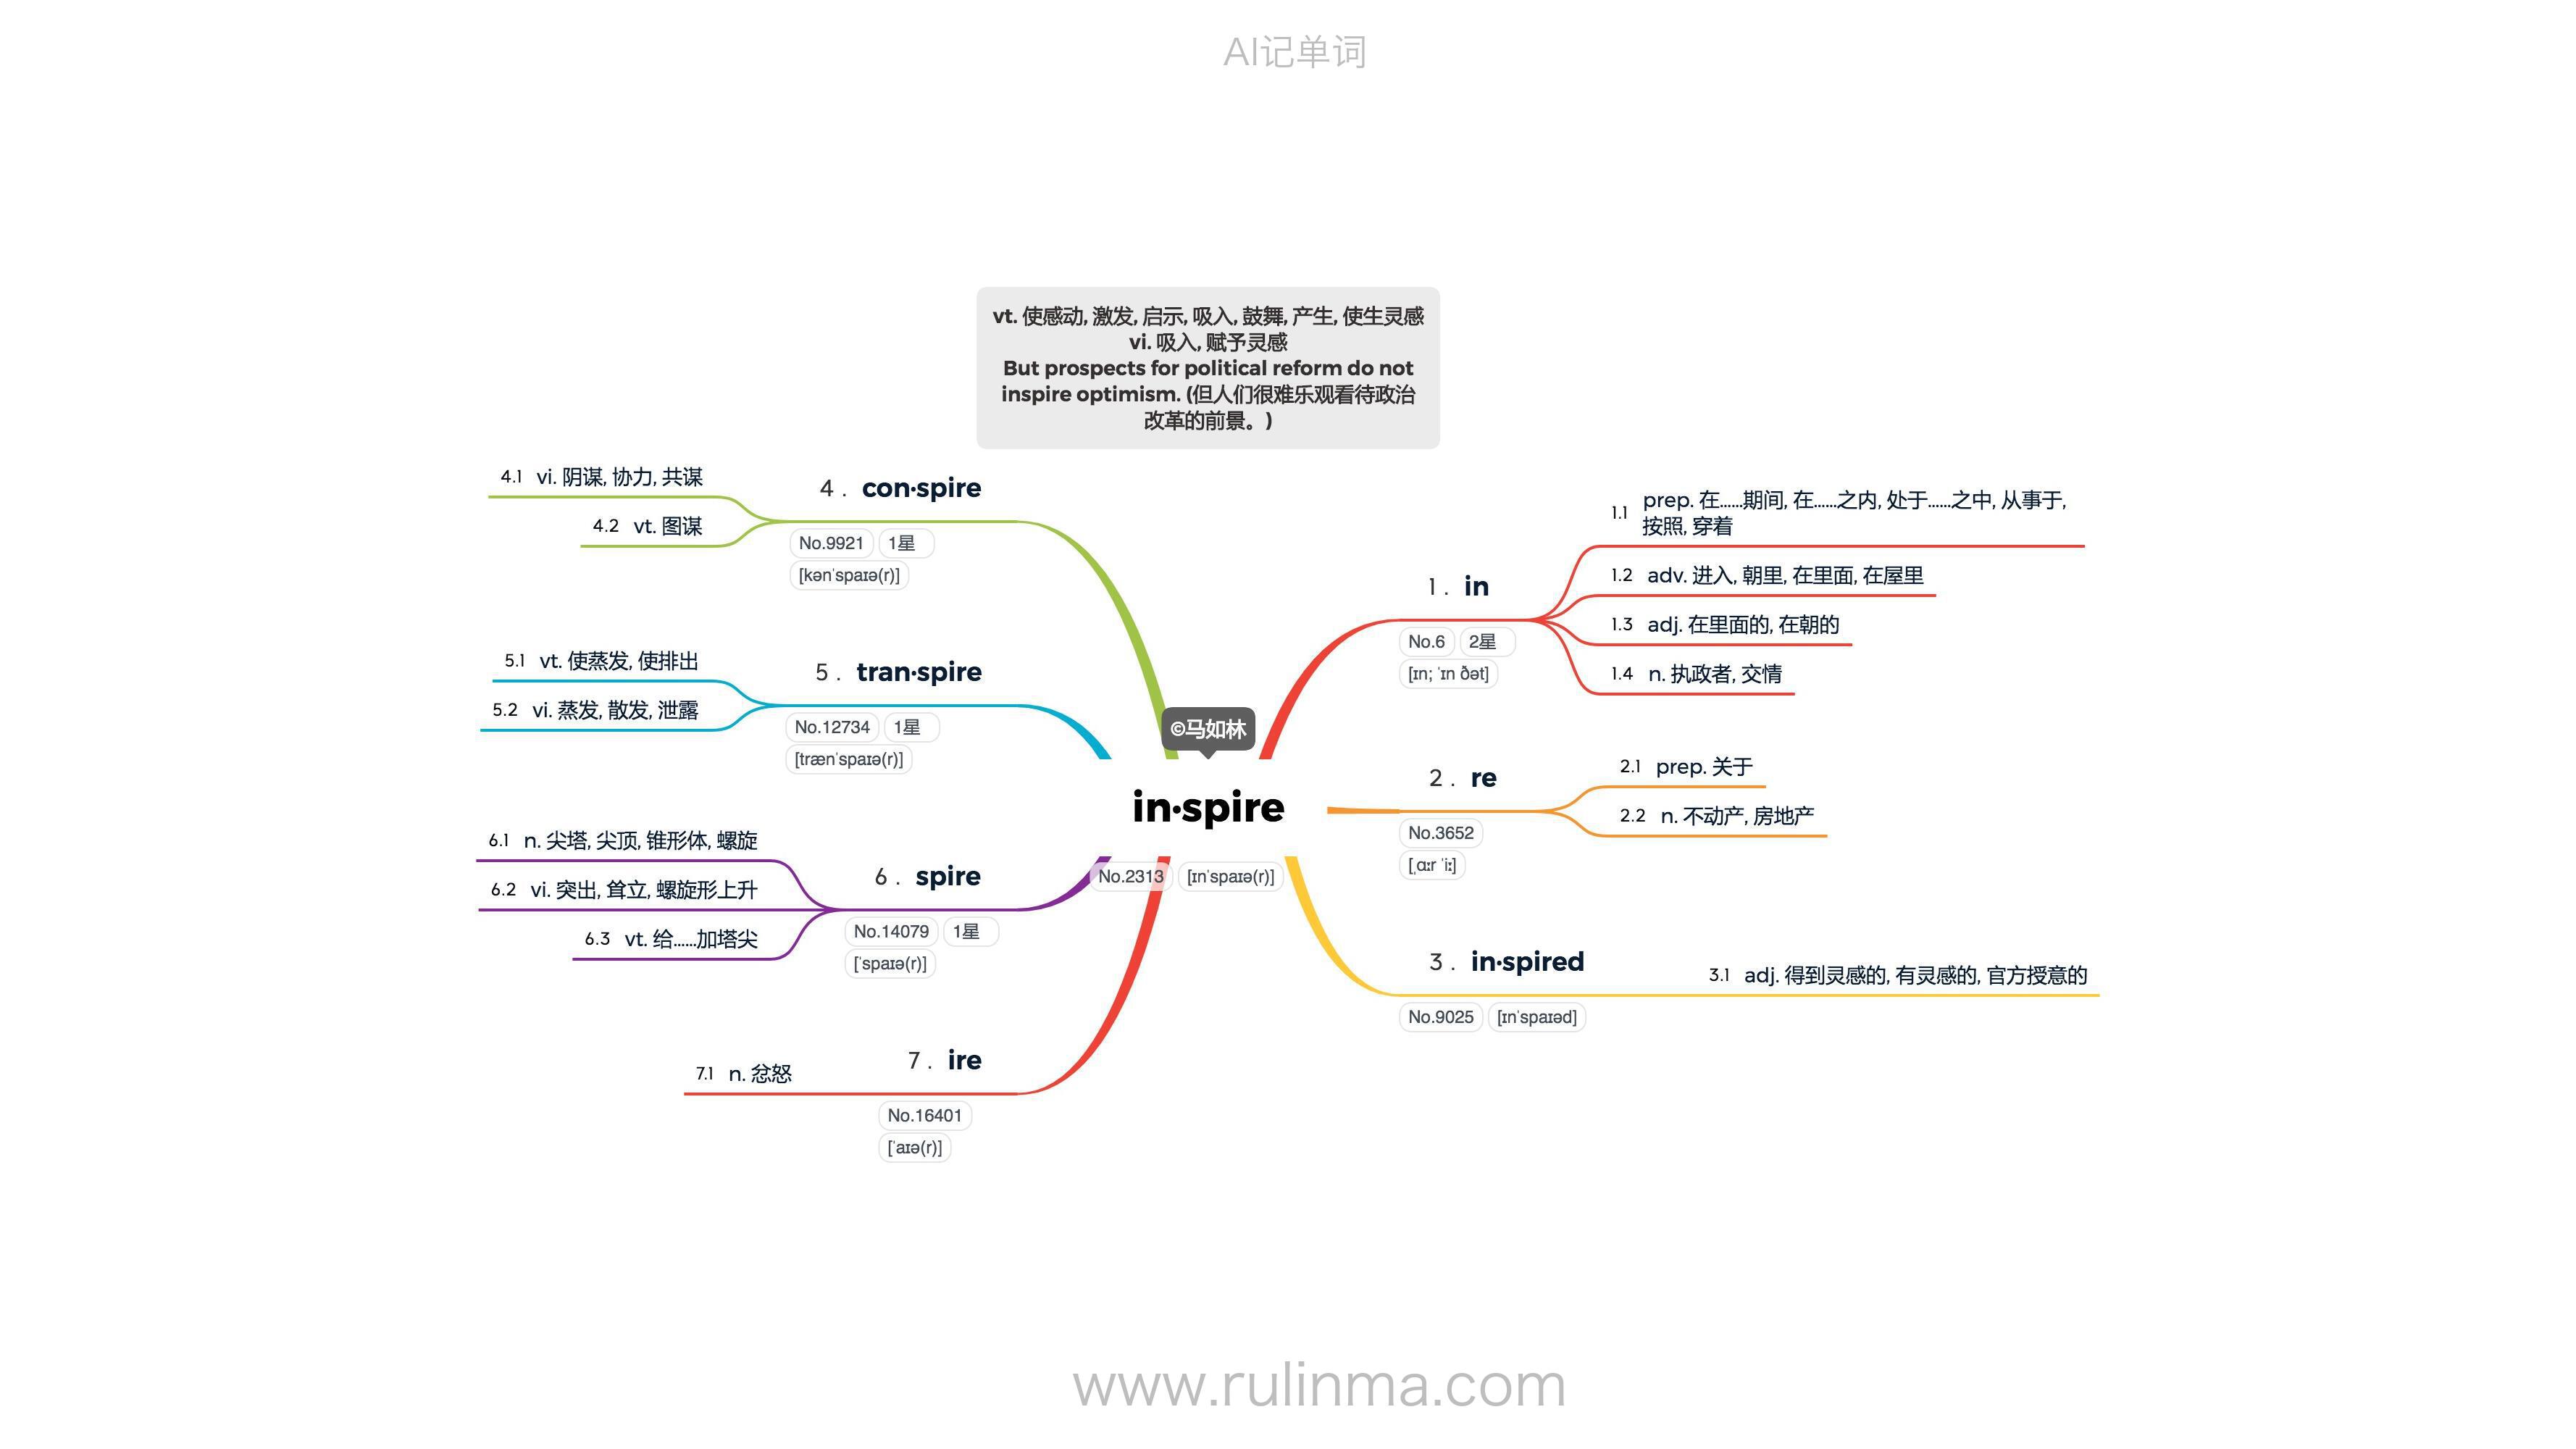 AI记单词
vt. 使感动, 激发, 启示, 吸入, 鼓舞, 产生, 使生灵感
vi. 吸入, 赋予灵感
But prospects for political reform do not
inspire optimism. (但人们很难乐观看待政治
改革的前景。)
©马如林
in·spire
No.2313 [ɪnˈspaɪə(r)]
1. in
No.6 2星
[ɪn; ˈɪn ðət]
1.1 prep. 在……期间, 在……之内, 处于……之中, 从事于,
按照, 穿着
1.2 adv. 进入, 朝里, 在里面, 在屋里
1.3 adj. 在里面的, 在朝的
1.4 n. 执政者, 交情
2. re
No.3652
[ˌɑːr ˈiː]
2.1 prep. 关于
2.2 n. 不动产, 房地产
3. in·spired
No.9025 [ɪnˈspaɪəd]
3.1 adj. 得到灵感的, 有灵感的, 官方授意的
4. con·spire
No.9921 1星
[kənˈspaɪə(r)]
4.1 vi. 阴谋, 协力, 共谋
4.2 vt. 图谋
5. tran·spire
No.12734 1星
[trænˈspaɪə(r)]
5.1 vt. 使蒸发, 使排出
5.2 vi. 蒸发, 散发, 泄露
6. spire
No.14079 1星
[ˈspaɪə(r)]
6.1 n. 尖塔, 尖顶, 锥形体, 螺旋
6.2 vi. 突出, 耸立, 螺旋形上升
6.3 vt. 给……加塔尖
7. ire
No.16401
[ˈaɪə(r)]
7.1 n. 忿怒
www.rulinma.com